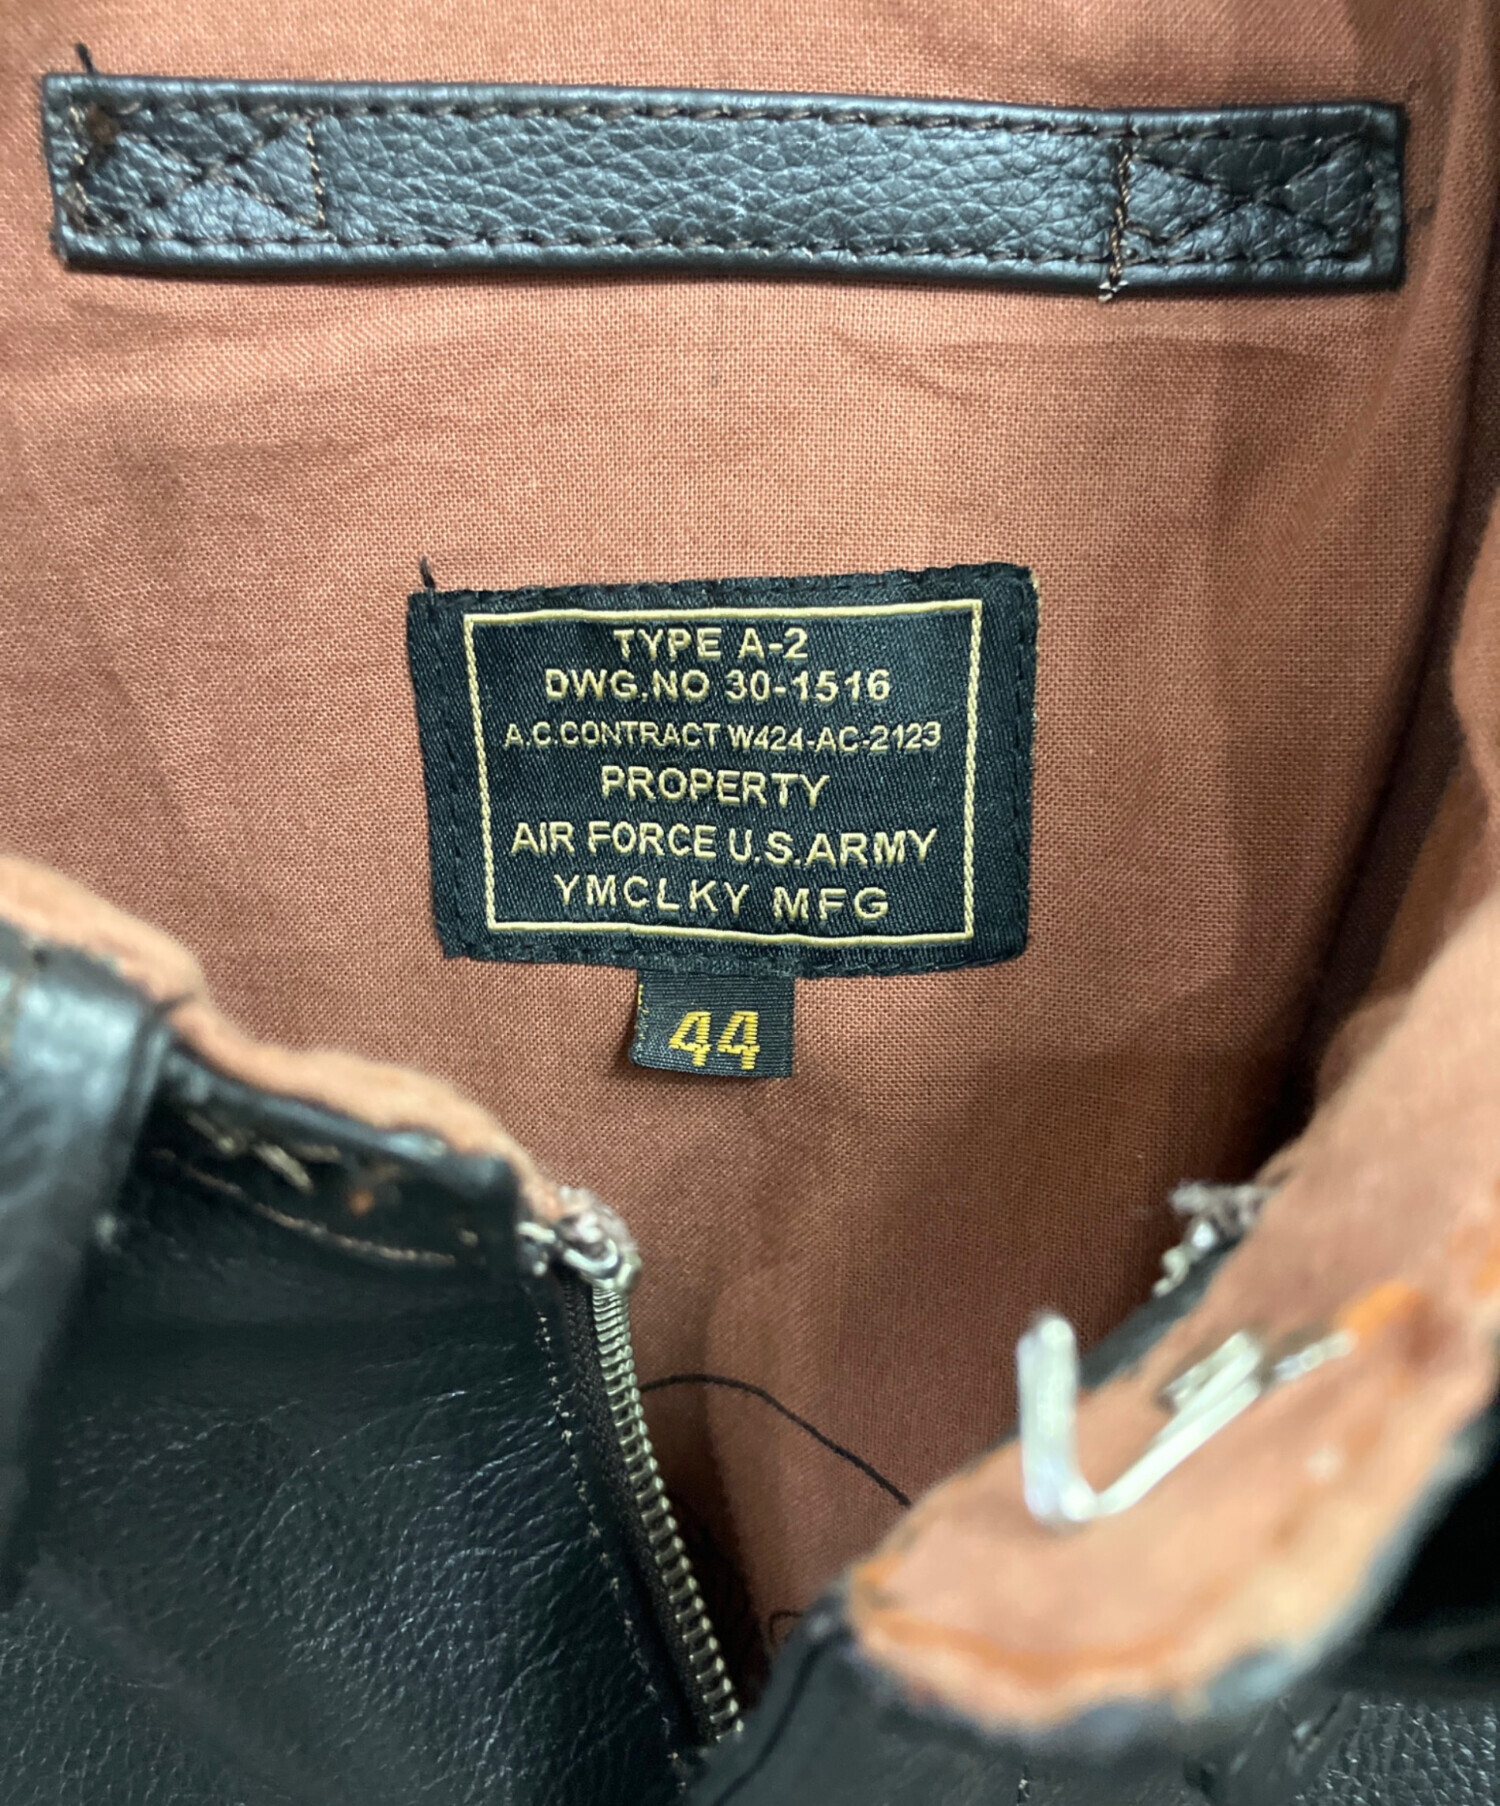 TYPE A-2
DWG.NO 30-1516
A.C.CONTRACT W424-AC-2123
PROPERTY
AIR FORCE U.S.ARMY
YMCLKY MFG
44